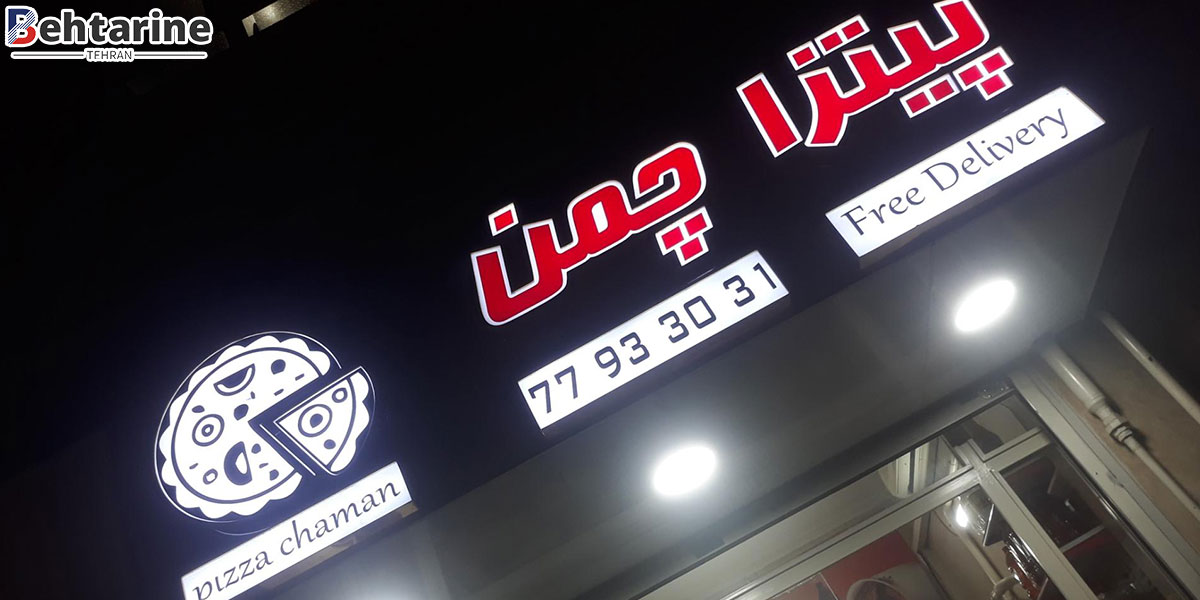 Behtarine
TEHRAN
پیتزا چمن
Free Delivery
77 93 30 31
pizza chaman